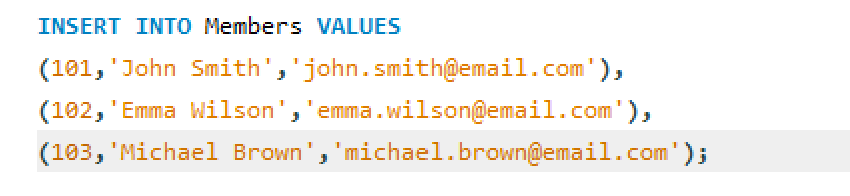 INSERT INTO Members VALUES
(101,'John Smith','john.smith@email.com'),
(102,'Emma Wilson','emma.wilson@email.com'),
(103,'Michael Brown','michael.brown@email.com');